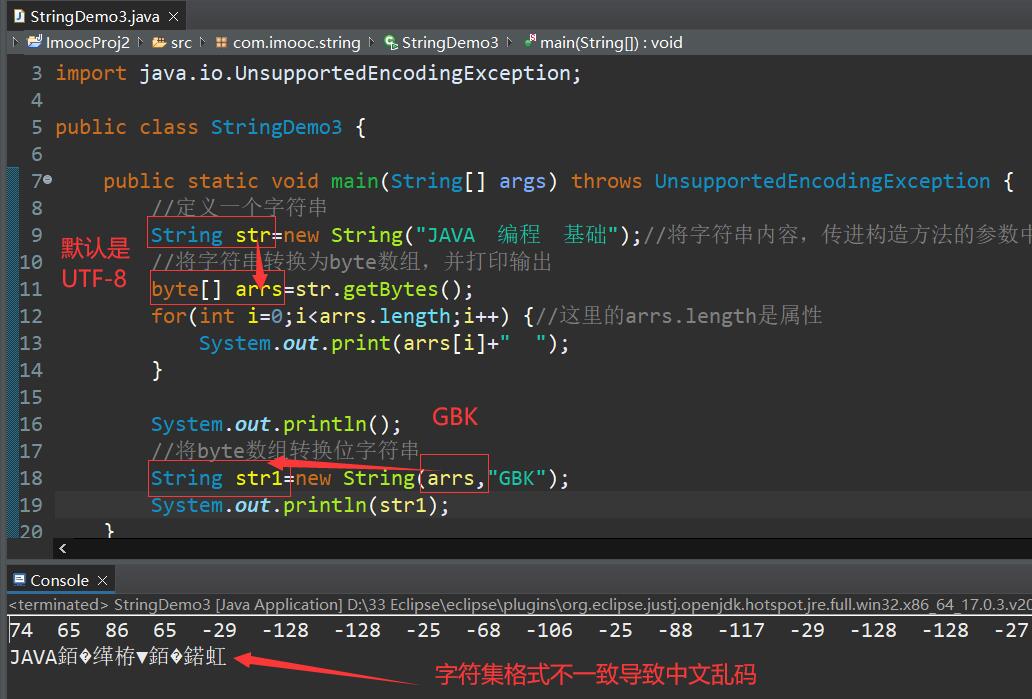 StringDemo3.java
ImoocProj2 src com.imooc.string StringDemo3 main(String[]) : void
3 import java.io.UnsupportedEncodingException;
4
5 public class StringDemo3 {
6
7 public static void main(String[] args) throws UnsupportedEncodingException {
8 //定义一个字符串
9 String str=new String("JAVA  编程  基础");//将字符串内容，传进构造方法的参数中
默认是
UTF-8
10 //将字符串转换为byte数组，并打印输出
11 byte[] arrs=str.getBytes();
12 for(int i=0;i<arrs.length;i++) {//这里的arrs.length是属性
13 System.out.print(arrs[i]+"  ");
14 }
15
16 System.out.println();
GBK
17 //将byte数组转换位字符串
18 String str1=new String(arrs,"GBK");
19 System.out.println(str1);
20 }
Console
<terminated> StringDemo3 [Java Application] D:\33 Eclipse\eclipse\plugins\org.eclipse.justj.openjdk.hotspot.jre.full.win32.x86_64_17.0.3.v20
74  65  86  65  -29  -128  -128  -25  -68  -106  -25  -88  -117  -29  -128  -128  -27
JAVA銆�缂栫▼銆�鍩虹
字符集格式不一致导致中文乱码